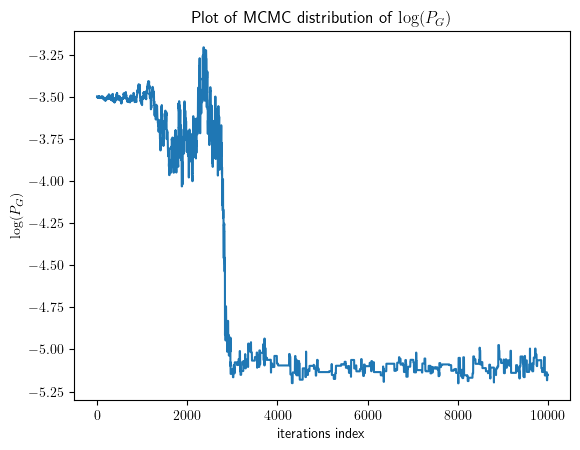 Plot of MCMC distribution of log(P_G)
−3.25
−3.50
−3.75
−4.00
−4.25
−4.50
−4.75
−5.00
−5.25
log(P_G)
0 2000 4000 6000 8000 10000
iterations index